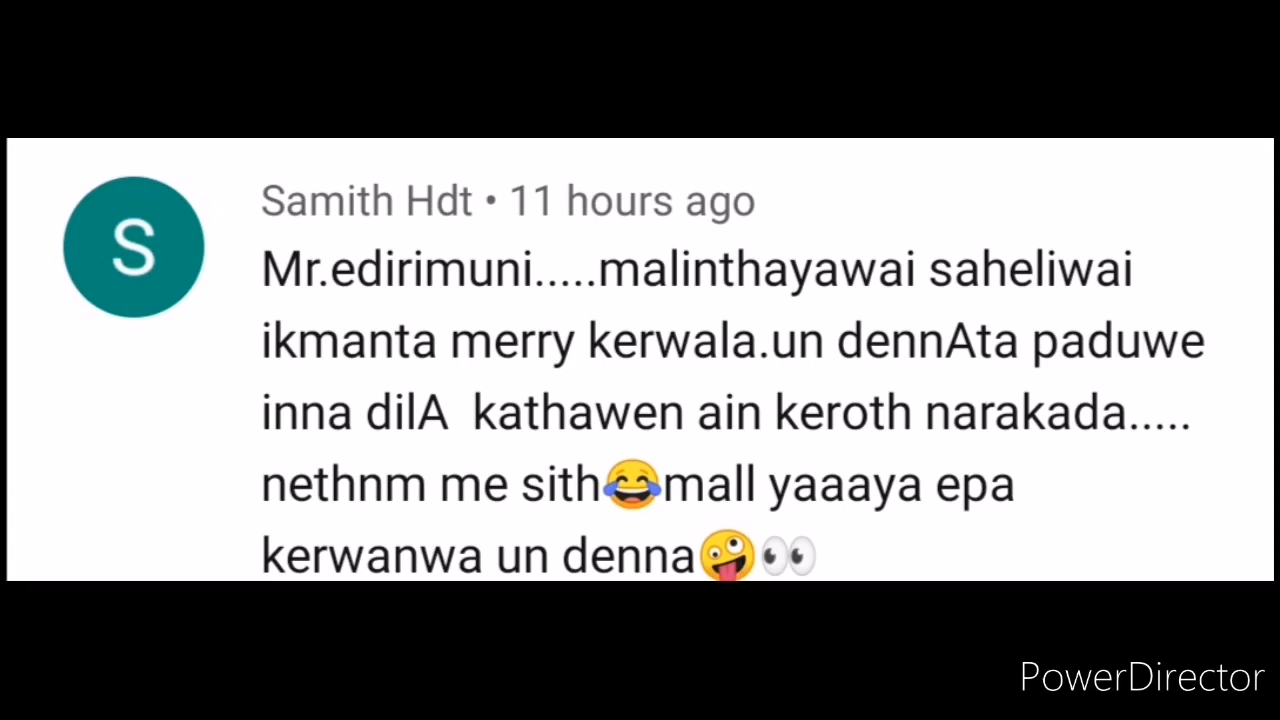 S
Samith Hdt • 11 hours ago
Mr.edirimuni.....malinthayawai saheliwai
ikmanta merry kerwala.un dennAta paduwe
inna dilA kathawen ain keroth narakada.....
nethnm me sith😂mall yaaaya epa
kerwanwa un denna🤪👀
PowerDirector